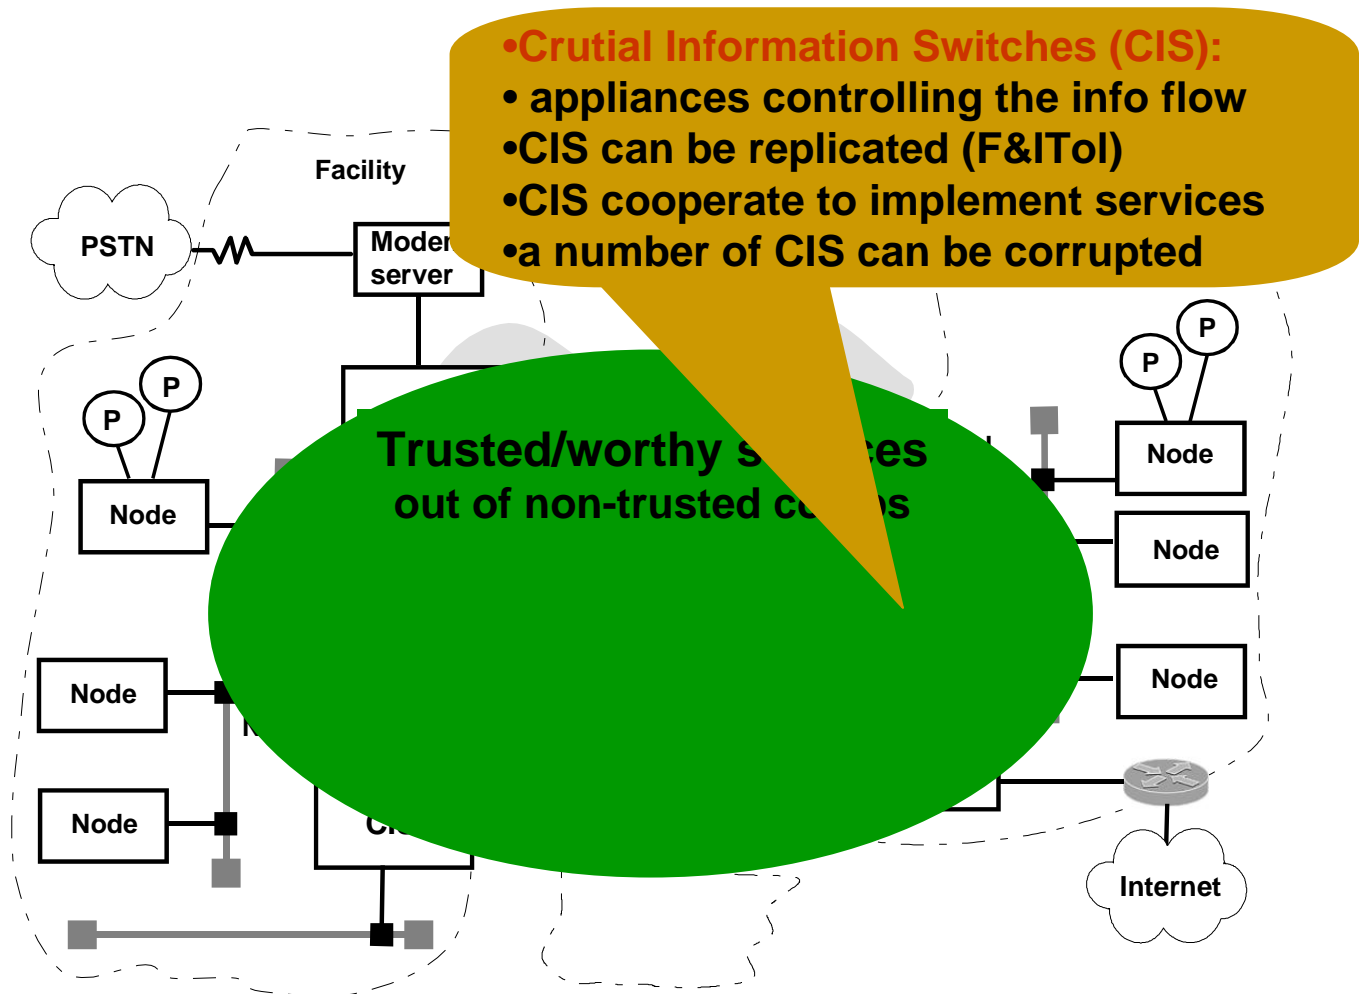 •Crutial Information Switches (CIS):
• appliances controlling the info flow
•CIS can be replicated (F&ITol)
•CIS cooperate to implement services
•a number of CIS can be corrupted
Facility
PSTN
server
P
P
P
P
Trusted/worthy
out of non-trusted
Node
Node
Node
Node
Node
Node
Internet